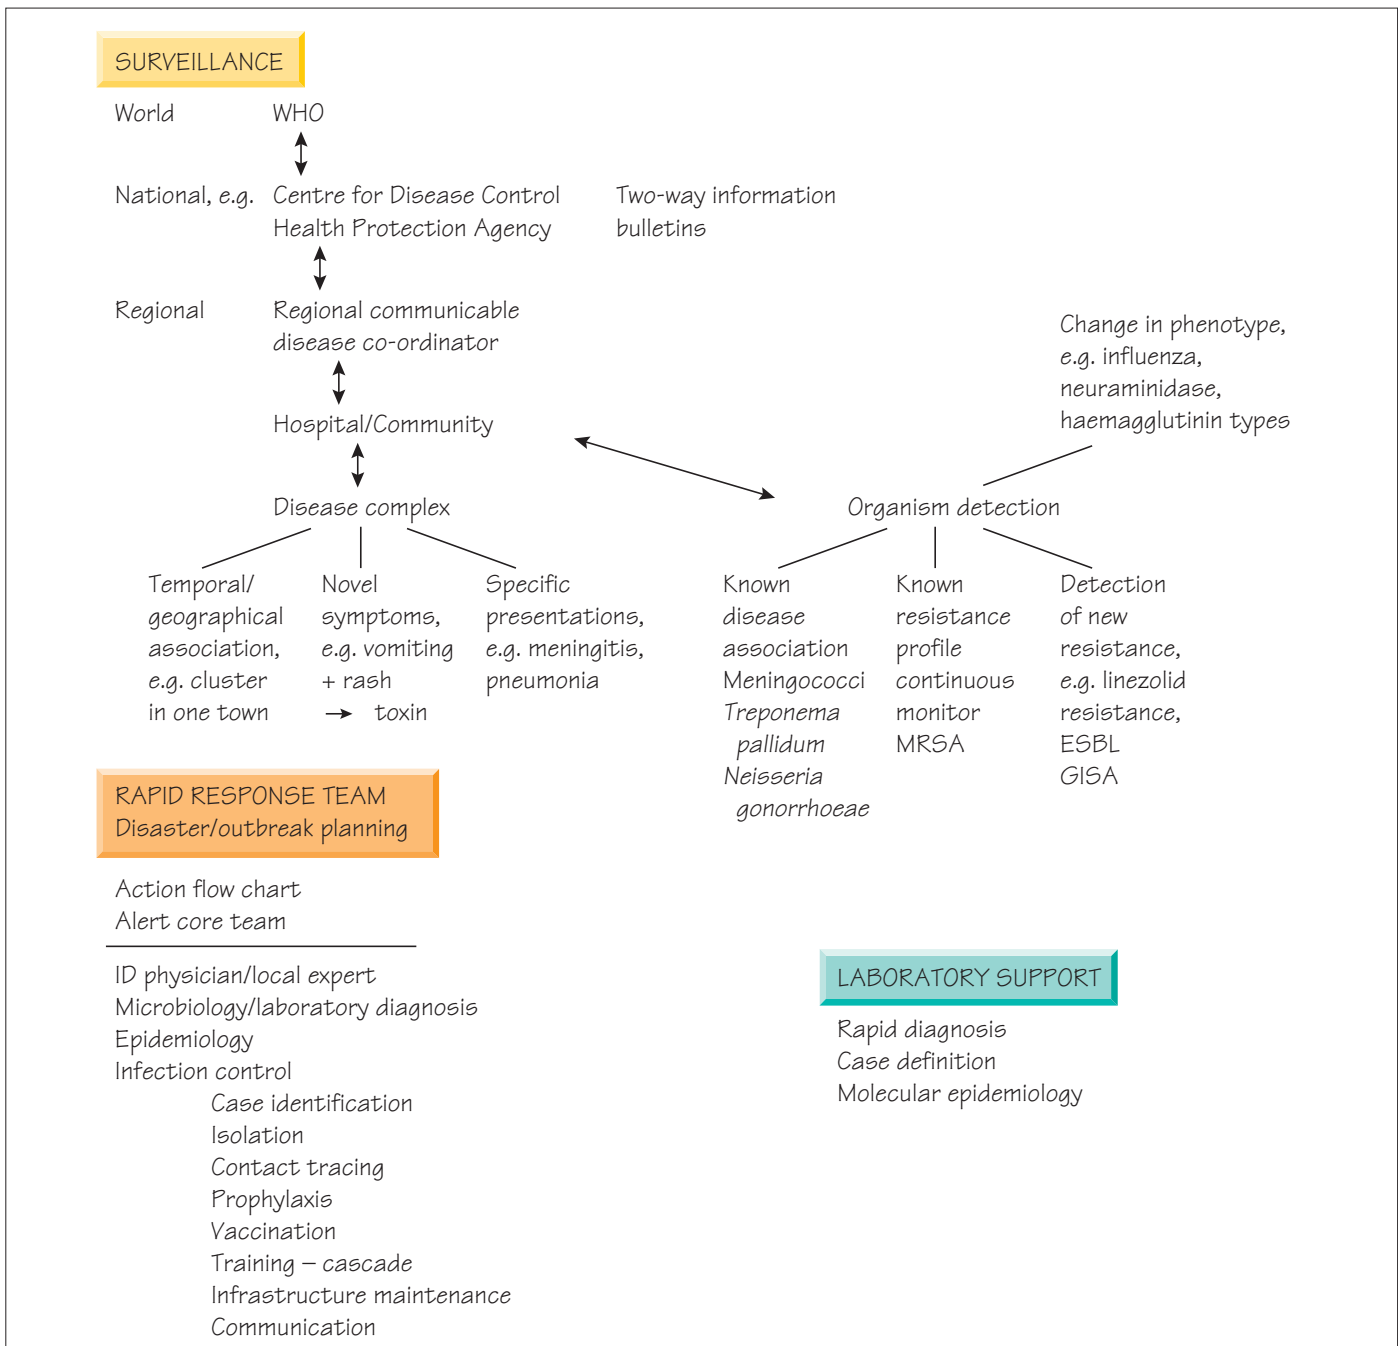 SURVEILLANCE
World WHO
National, e.g. Centre for Disease Control Two-way information
Health Protection Agency bulletins
Regional Regional communicable
disease co-ordinator
Change in phenotype,
e.g. influenza,
neuraminidase,
haemagglutinin types
Hospital/Community
Disease complex
Temporal/
geographical
association,
e.g. cluster
in one town
Novel
symptoms,
e.g. vomiting
+ rash
→ toxin
Specific
presentations,
e.g. meningitis,
pneumonia
Organism detection
Known
disease
association
Meningococci
Treponema
pallidum
Neisseria
gonorrhoeae
Known
resistance
profile
continuous
monitor
MRSA
Detection
of new
resistance,
e.g. linezolid
resistance,
ESBL
GISA
RAPID RESPONSE TEAM
Disaster/outbreak planning
Action flow chart
Alert core team
ID physician/local expert
Microbiology/laboratory diagnosis
Epidemiology
Infection control
Case identification
Isolation
Contact tracing
Prophylaxis
Vaccination
Training – cascade
Infrastructure maintenance
Communication
LABORATORY SUPPORT
Rapid diagnosis
Case definition
Molecular epidemiology